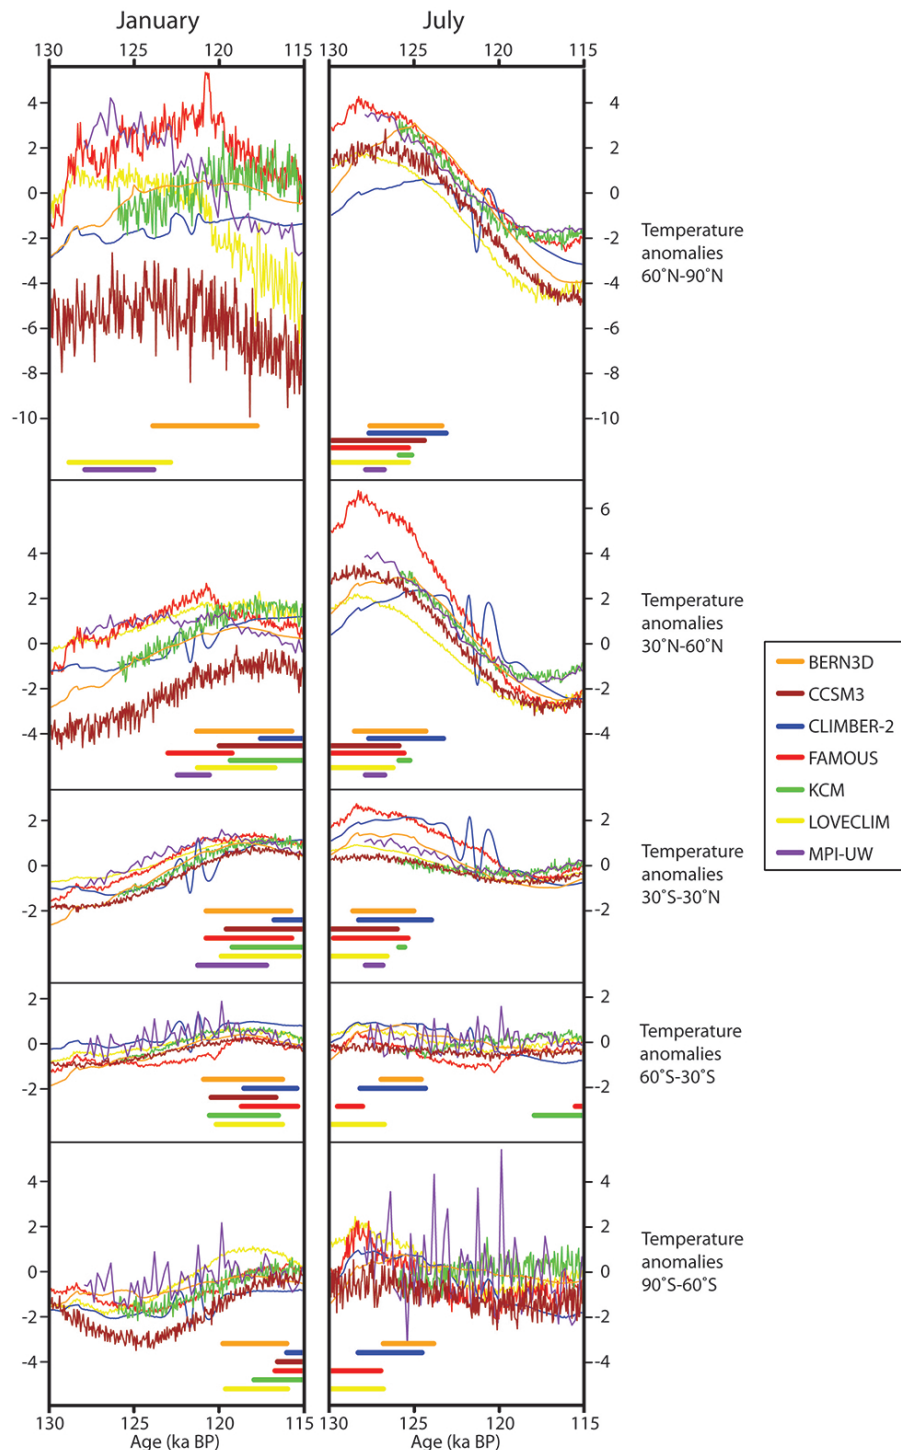 January July
130 125 120 115 130 125 120 115
4 4
2 2
0 0
-2 -2
Temperature
anomalies
60°N-90°N
-4 -4
-6 -6
-8 -8
-10 -10
6
4 4
2 2
Temperature
anomalies
30°N-60°N
0 0
-2 -2
-4 -4
BERN3D
CCSM3
CLIMBER-2
FAMOUS
KCM
LOVECLIM
MPI-UW
2 2
0 0
Temperature
anomalies
30°S-30°N
-2 -2
2 2
0 0
Temperature
anomalies
60°S-30°S
-2 -2
4 4
2 2
Temperature
anomalies
90°S-60°S
0 0
-2 -2
-4 -4
130 125 120 115 130 125 120 115
Age (ka BP) Age (ka BP)